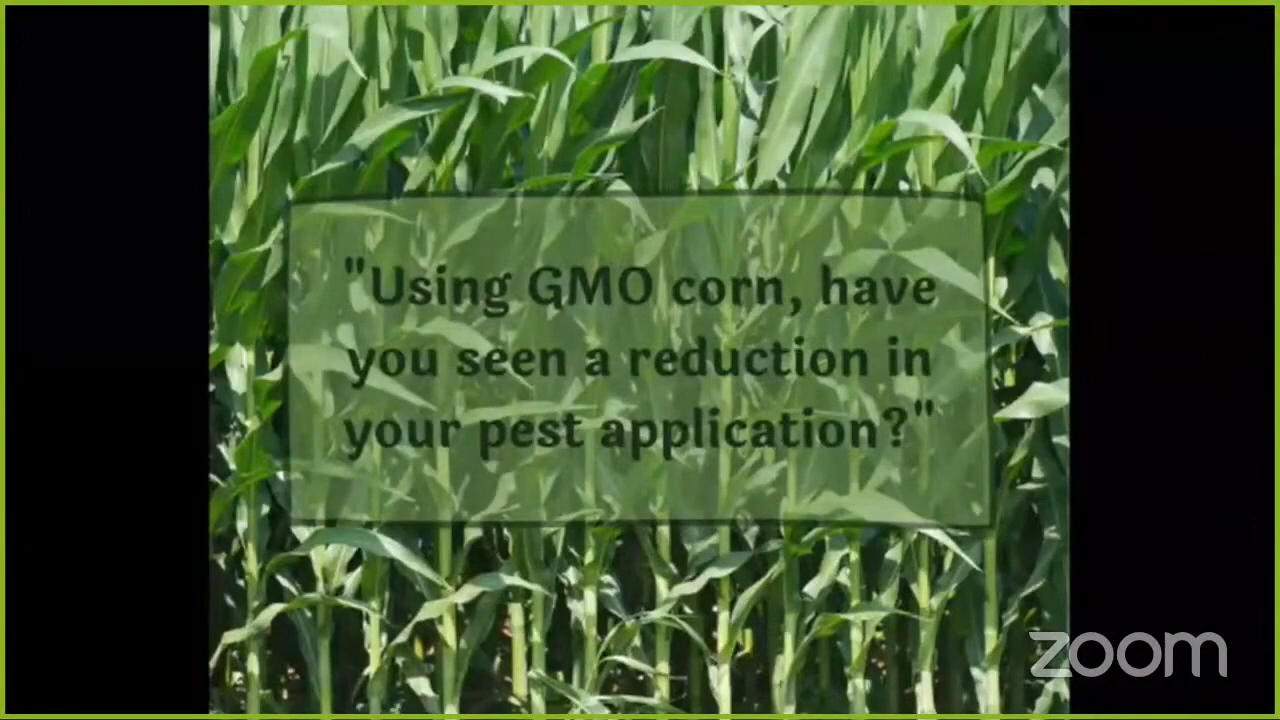 "Using GMO corn, have
you seen a reduction in
your pest application?"
zoom